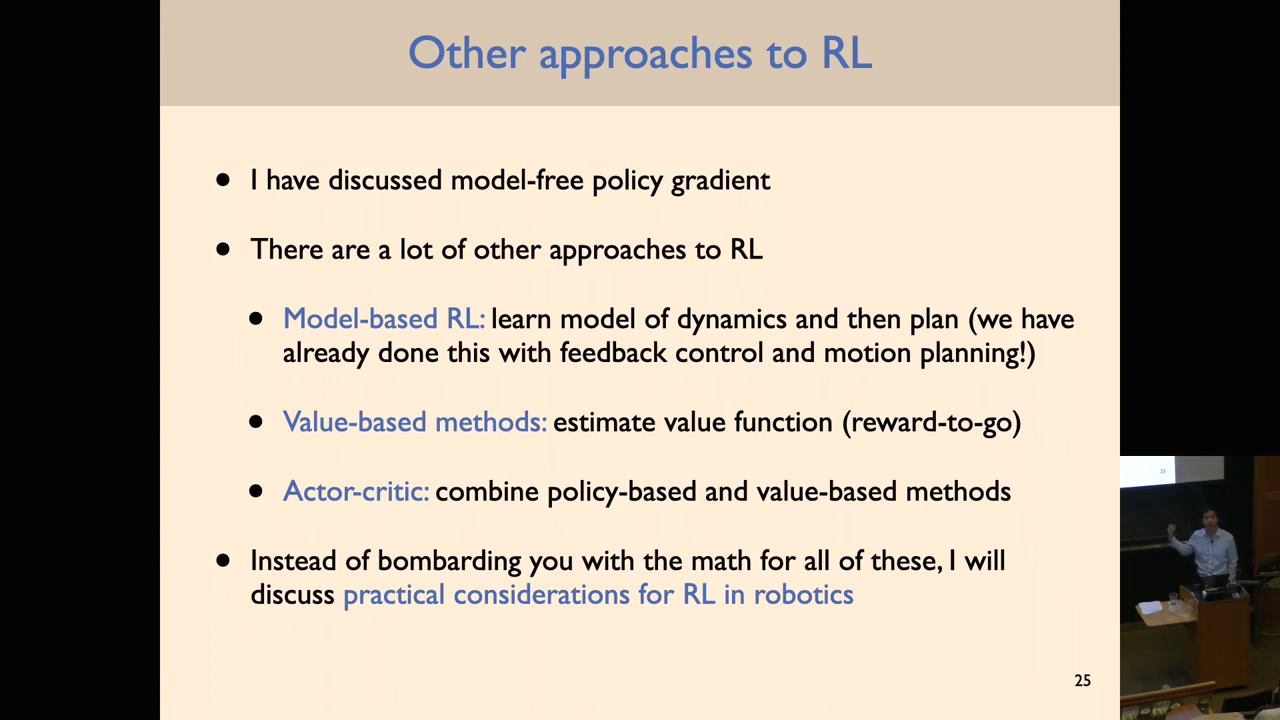 Other approaches to RL
• I have discussed model-free policy gradient
• There are a lot of other approaches to RL
• Model-based RL: learn model of dynamics and then plan (we have
already done this with feedback control and motion planning!)
• Value-based methods: estimate value function (reward-to-go)
• Actor-critic: combine policy-based and value-based methods
• Instead of bombarding you with the math for all of these, I will
discuss practical considerations for RL in robotics
25